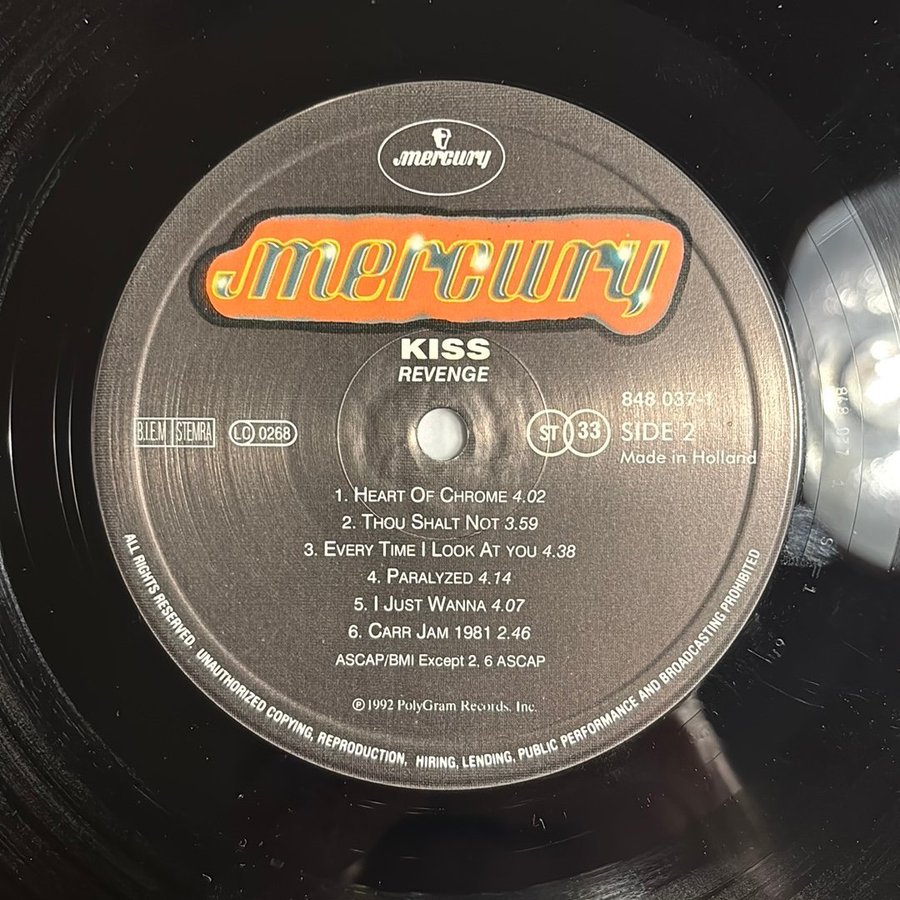 mercury
mercury
KISS
REVENGE
848 037-1
B.I.E.M STEMRA
LC 0268
ST 33
SIDE 2
Made in Holland
1. HEART OF CHROME 4.02
2. THOU SHALT NOT 3.59
3. EVERY TIME I LOOK AT YOU 4.38
4. PARALYZED 4.14
5. I JUST WANNA 4.07
6. CARR JAM 1981 2.46
ASCAP/BMI Except 2, 6 ASCAP
℗1992 PolyGram Records, Inc.
ALL RIGHTS RESERVED. UNAUTHORIZED COPYING, REPRODUCTION, HIRING, LENDING, PUBLIC PERFORMANCE AND BROADCASTING PROHIBITED